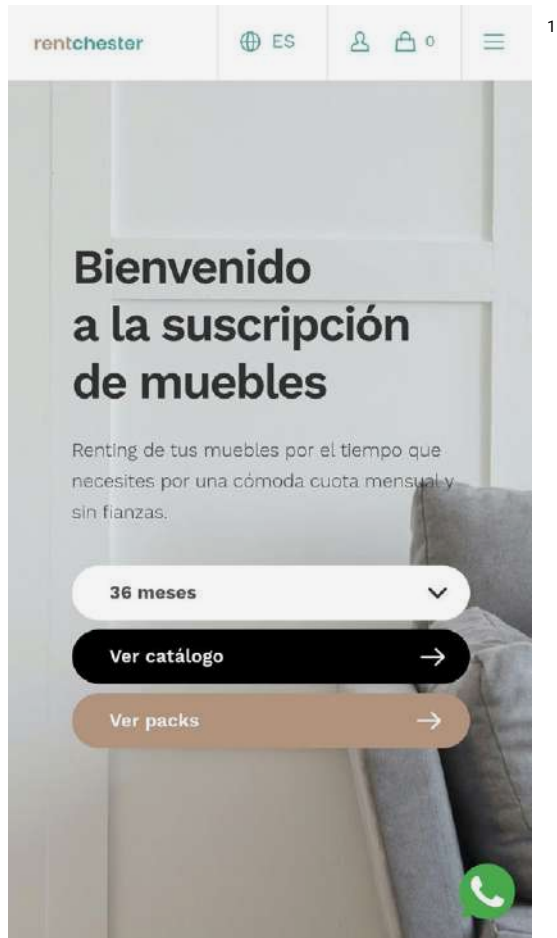 rentchester ES 0
1
Bienvenido
a la suscripción
de muebles
Renting de tus muebles por el tiempo que
necesites por una cómoda cuota mensual y
sin fianzas.
36 meses
Ver catálogo
Ver packs